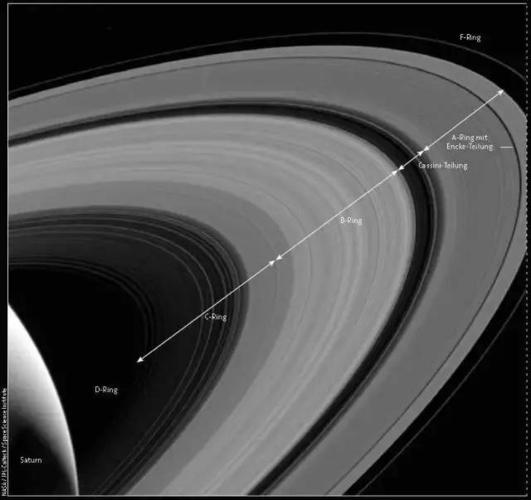 F-Ring
A-Ring mit
Encke-Teilung
Cassini-Teilung
B-Ring
C-Ring
D-Ring
Saturn
NASA / JPL-Caltech / Space Science Institute